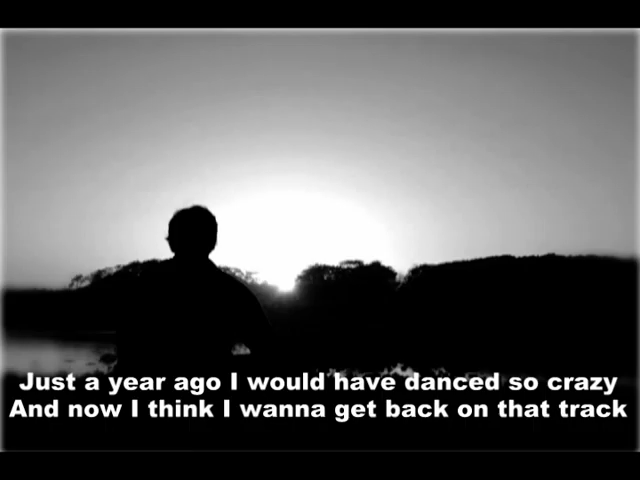 Just a year ago I would have danced so crazy
And now I think I wanna get back on that track